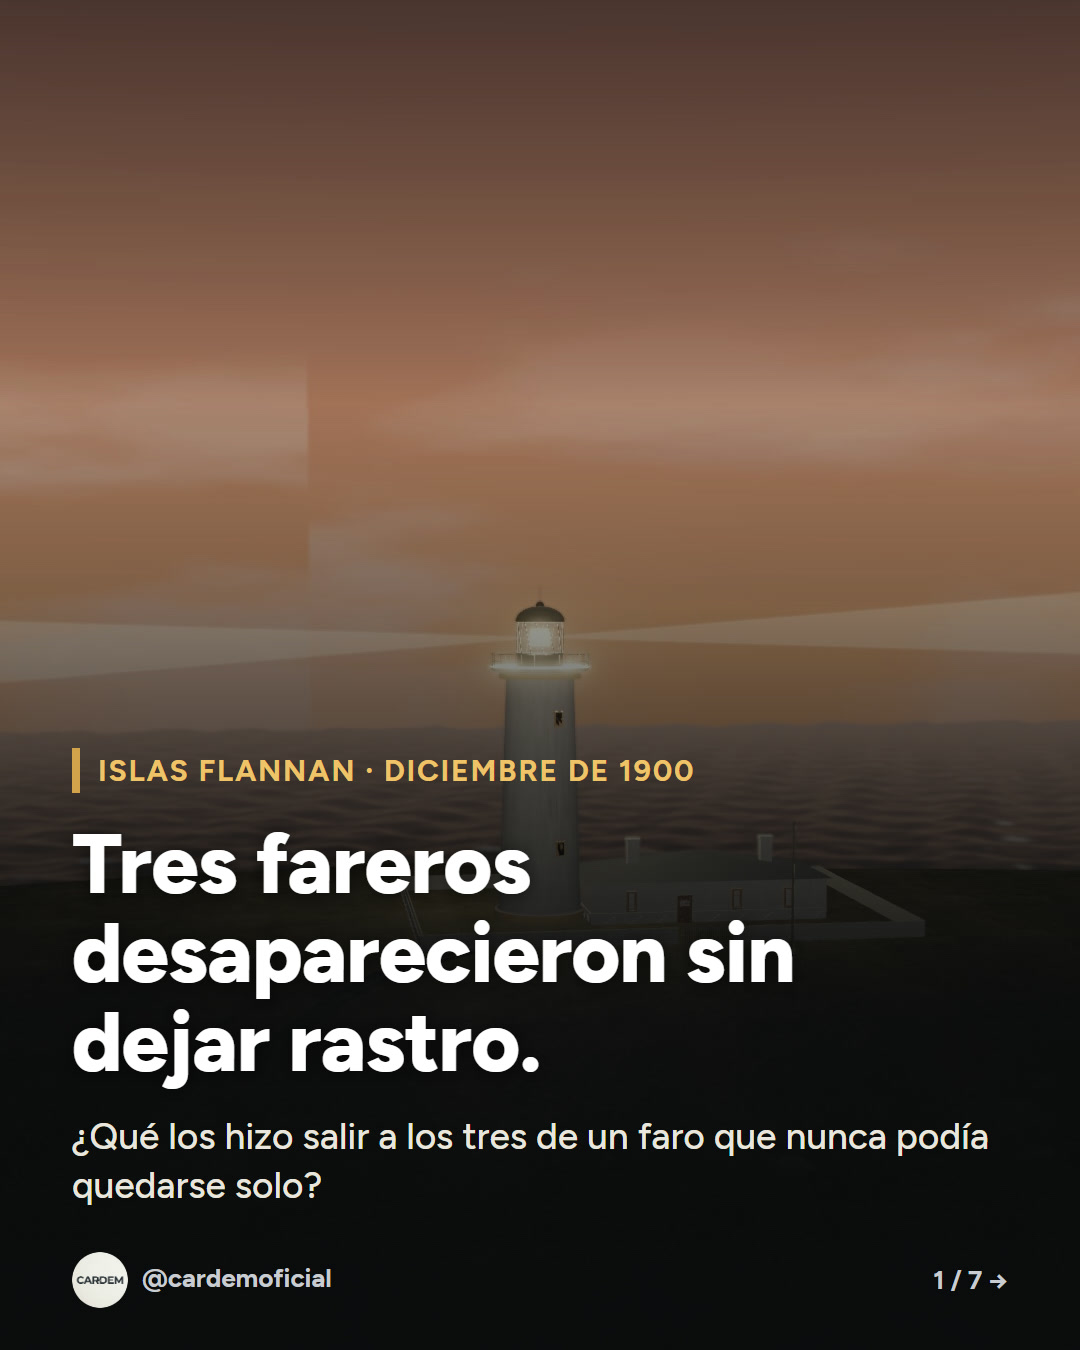 ISLAS FLANNAN · DICIEMBRE DE 1900
Tres fareros
desaparecieron sin
dejar rastro.
¿Qué los hizo salir a los tres de un faro que nunca podía
quedarse solo?
CARDEM @cardemoficial
1 / 7 →